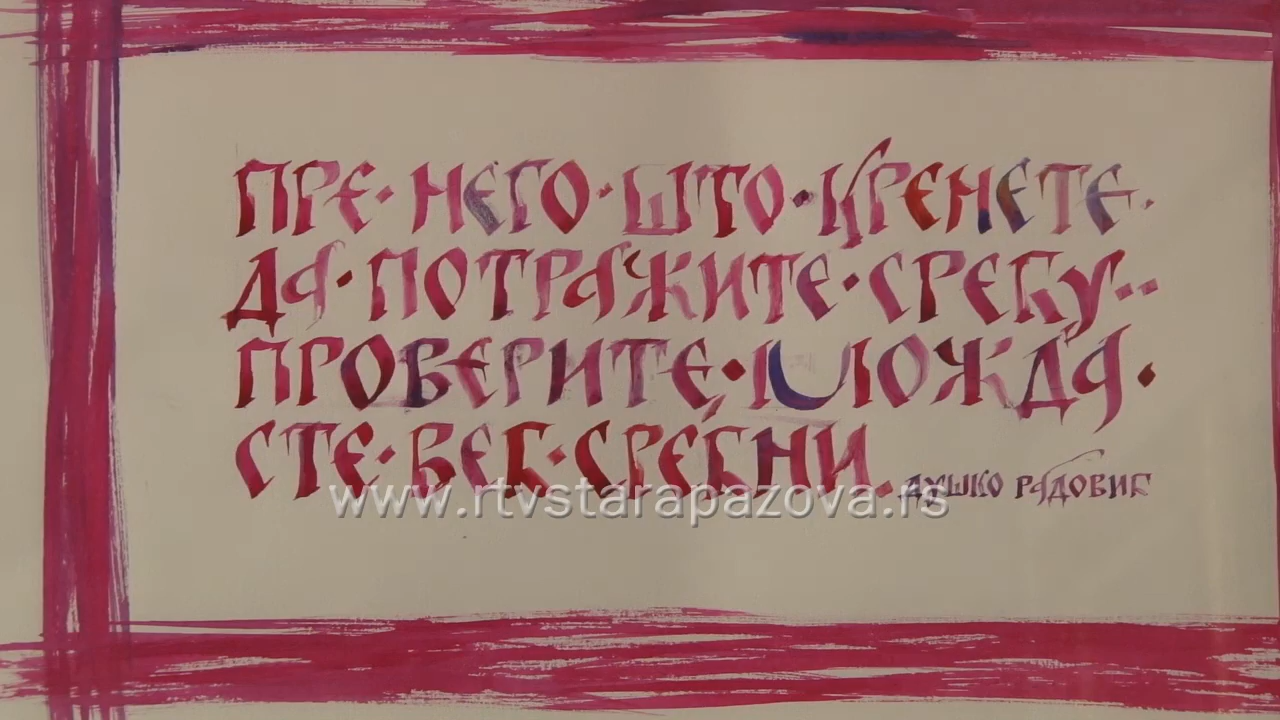 ПРЕ·НЕГО·ШТО·КРЕНЕТЕ·
ДА·ПОТРАЖИТЕ·СРЕЋУ··
ПРОВЕРИТЕ·МОЖДА·
СТЕ·ВЕЋ·СРЕЋНИ.
ДУШКО РАДОВИЋ
www.rtvstarapazova.rs